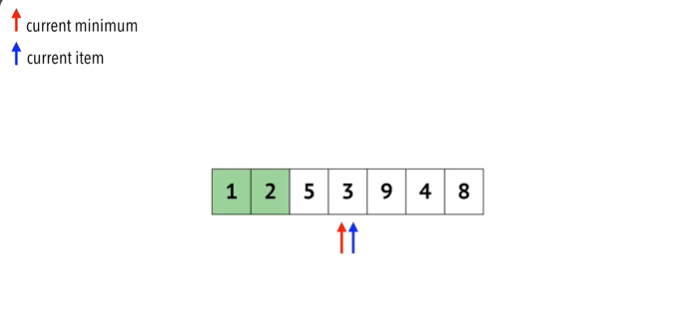 current minimum
current item
1 2 5 3 9 4 8